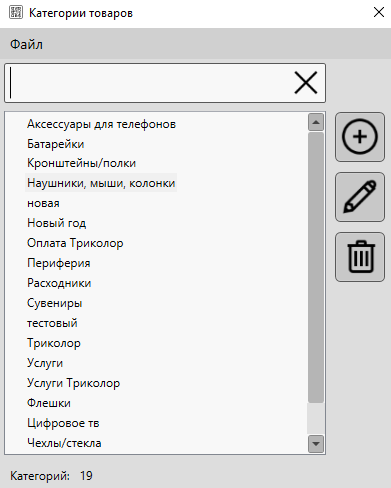 Категории товаров
Файл
Аксессуары для телефонов
Батарейки
Кронштейны/полки
Наушники, мыши, колонки
новая
Новый год
Оплата Триколор
Периферия
Расходники
Сувениры
тестовый
Триколор
Услуги
Услуги Триколор
Флешки
Цифровое тв
Чехлы/стекла
Категорий: 19